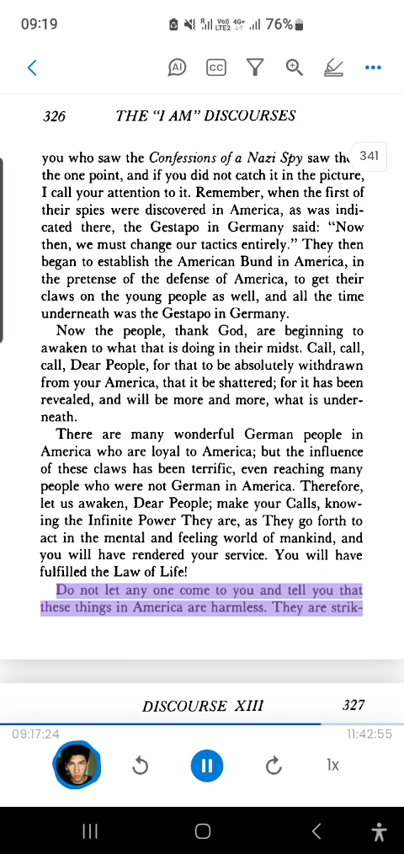 09:19
Voo)
LTE2
4G+
76%
AI
CC
326
THE "I AM" DISCOURSES
341
you who saw the Confessions of a Nazi Spy saw
the one point, and if you did not catch it in the picture,
I call your attention to it. Remember, when the first of
their spies were discovered in America, as was indi-
cated there, the Gestapo in Germany said: "Now
then, we must change our tactics entirely." They then
began to establish the American Bund in America, in
the pretense of the defense of America, to get their
claws on the young people as well, and all the time
underneath was the Gestapo in Germany.
Now the people, thank God, are beginning to
awaken to what that is doing in their midst. Call, call,
call, Dear People, for that to be absolutely withdrawn
from your America, that it be shattered; for it has been
revealed, and will be more and more, what is under-
neath.
There are many wonderful German people in
America who are loyal to America; but the influence
of these claws has been terrific, even reaching many
people who were not German in America. Therefore,
let us awaken, Dear People; make your Calls, know-
ing the Infinite Power They are, as They go forth to
act in the mental and feeling world of mankind, and
you will have rendered your service. You will have
fulfilled the Law of Life!
Do not let any one come to you and tell you that
these things in America are harmless. They are strik-
DISCOURSE XIII
327
09:17:24
11:42:55
1x